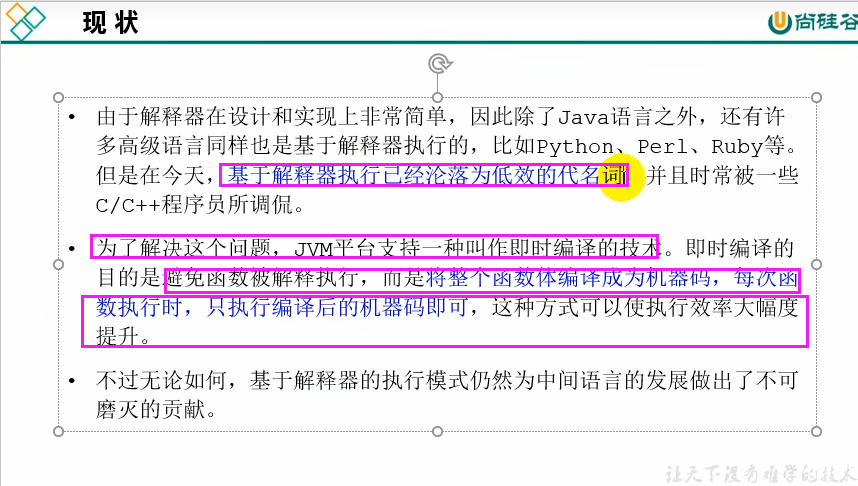 现状
尚硅谷
• 由于解释器在设计和实现上非常简单，因此除了Java语言之外，还有许
多高级语言同样也是基于解释器执行的，比如Python、Perl、Ruby等。
但是在今天，基于解释器执行已经沦落为低效的代名词，并且时常被一些
C/C++程序员所调侃。
• 为了解决这个问题，JVM平台支持一种叫作即时编译的技术。即时编译的
目的是避免函数被解释执行，而是将整个函数体编译成为机器码，每次函
数执行时，只执行编译后的机器码即可，这种方式可以使执行效率大幅度
提升。
• 不过无论如何，基于解释器的执行模式仍然为中间语言的发展做出了不可
磨灭的贡献。
让天下没有难学的技术